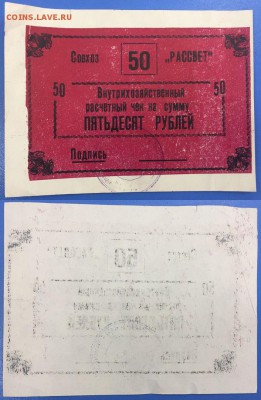 COINS.LAVE.RU
Совхоз 50 „РАССВЕТ"
50 Внутрихозяйственный 50
расчетный чек на сумму
ПЯТЬДЕСЯТ РУБЛЕЙ
Подпись